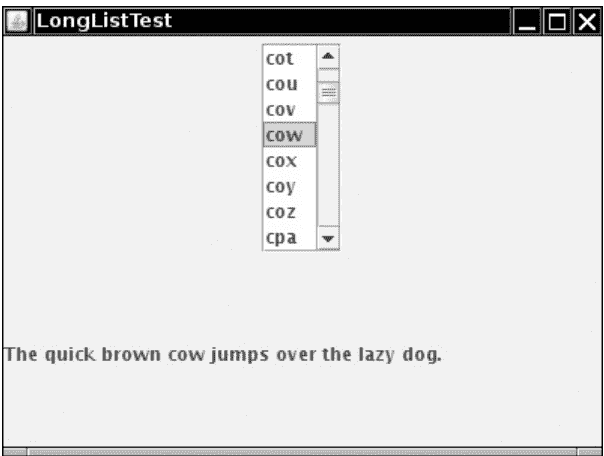 LongListTest
cot
cou
cov
cow
cox
coy
coz
cpa
The quick brown cow jumps over the lazy dog.